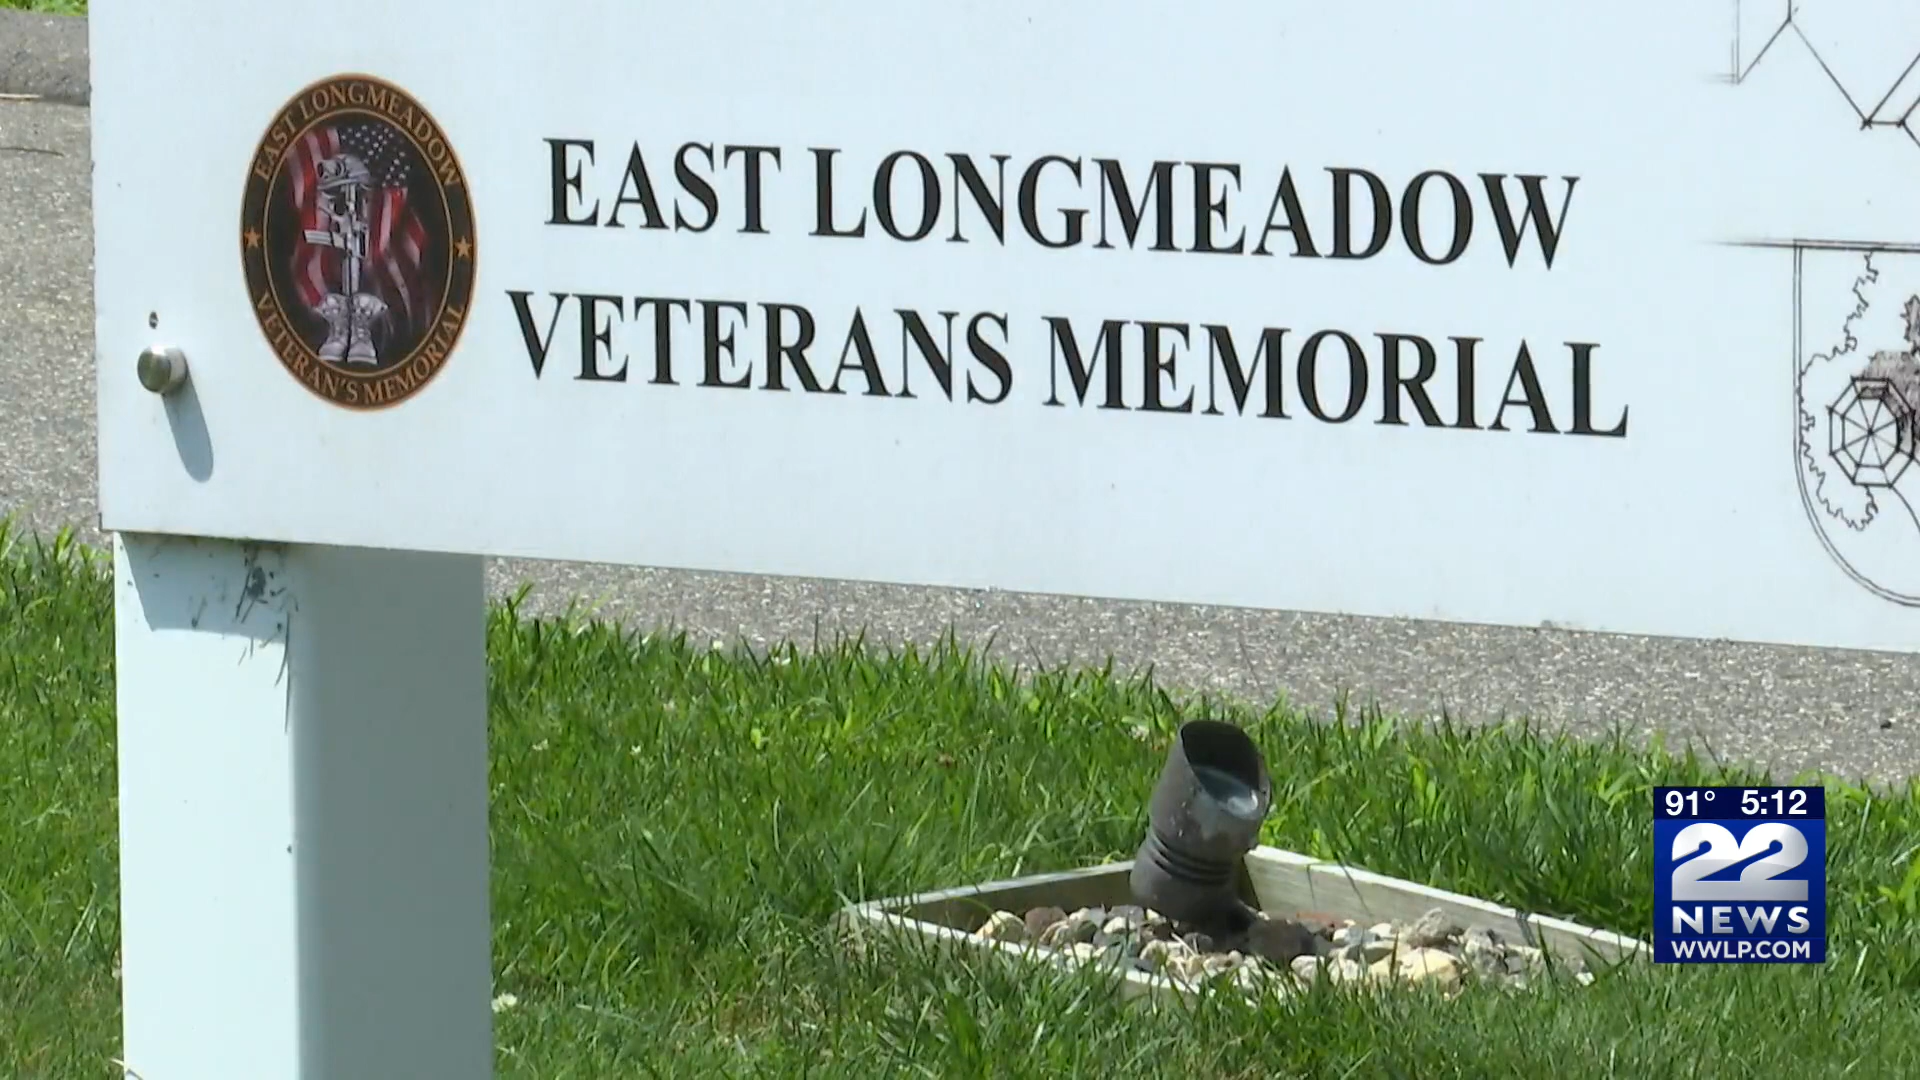 EAST LONGMEADOW
VETERAN'S MEMORIAL
EAST LONGMEADOW
VETERANS MEMORIAL
91° 5:12
22
NEWS
WWLP.COM